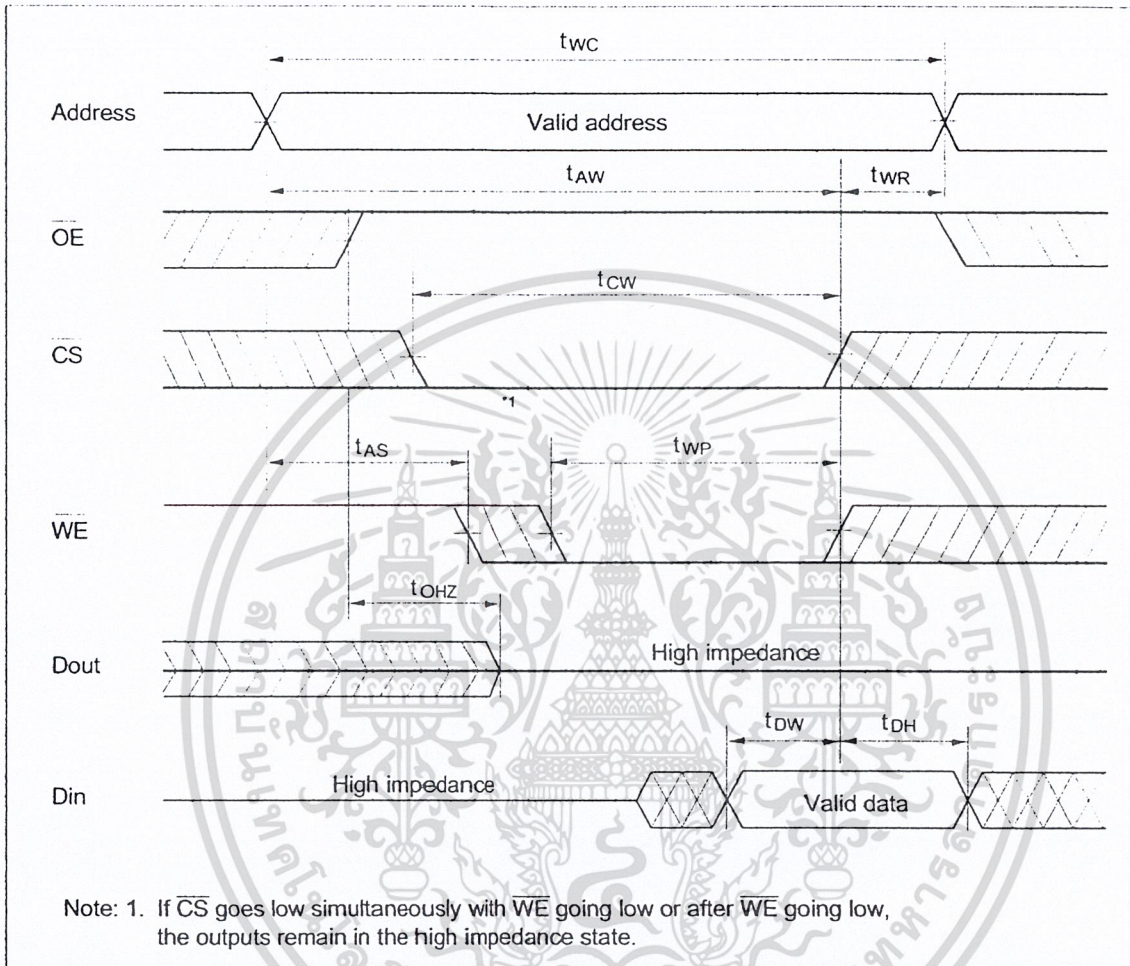 tWC
Address
Valid address
tAW
tWR
OE
tCW
CS
*1
tAS
tWP
WE
tOHZ
Dout
High impedance
tDW
tDH
Din
High impedance
Valid data
Note: 1. If CS goes low simultaneously with WE going low or after WE going low,
the outputs remain in the high impedance state.